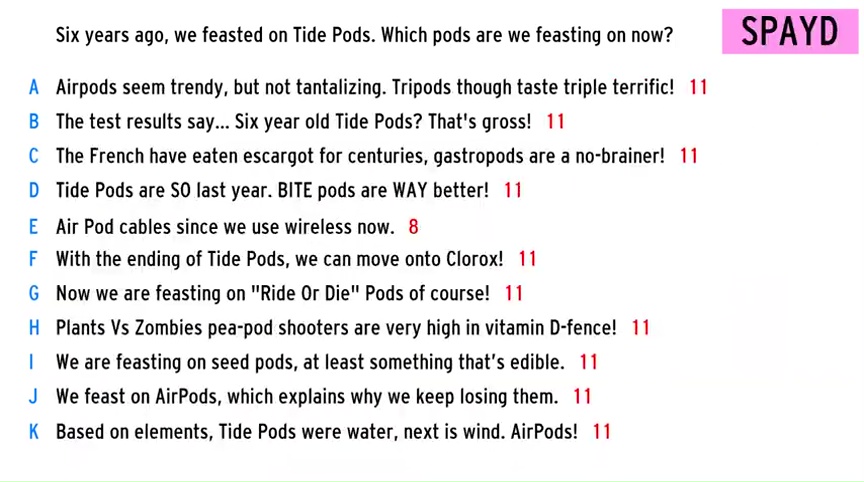 Six years ago, we feasted on Tide Pods. Which pods are we feasting on now?
SPAYD
A Airpods seem trendy, but not tantalizing. Tripods though taste triple terrific! 11
B The test results say... Six year old Tide Pods? That's gross! 11
C The French have eaten escargot for centuries, gastropods are a no-brainer! 11
D Tide Pods are SO last year. BITE pods are WAY better! 11
E Air Pod cables since we use wireless now. 8
F With the ending of Tide Pods, we can move onto Clorox! 11
G Now we are feasting on "Ride Or Die" Pods of course! 11
H Plants Vs Zombies pea-pod shooters are very high in vitamin D-fence! 11
I We are feasting on seed pods, at least something that’s edible. 11
J We feast on AirPods, which explains why we keep losing them. 11
K Based on elements, Tide Pods were water, next is wind. AirPods! 11